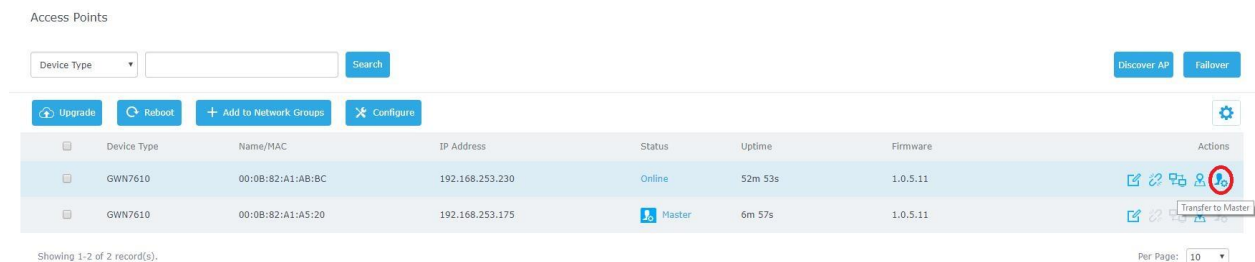 Access Points
Device Type Search Discover AP Failover
Upgrade Reboot + Add to Network Groups Configure
Device Type Name/MAC IP Address Status Uptime Firmware Actions
GWN7610 00:0B:82:A1:AB:BC 192.168.253.230 Online 52m 53s 1.0.5.11
Transfer to Master
GWN7610 00:0B:82:A1:A5:20 192.168.253.175 Master 6m 57s 1.0.5.11
Showing 1-2 of 2 record(s). Per Page: 10